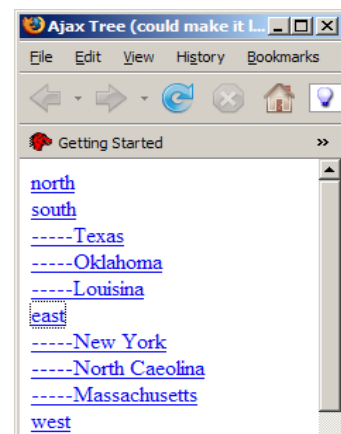 Ajax Tree (could make it l...
File Edit View History Bookmarks
Getting Started »
north
south
-----Texas
-----Oklahoma
-----Louisina
east
-----New York
-----North Caeolina
-----Massachusetts
west